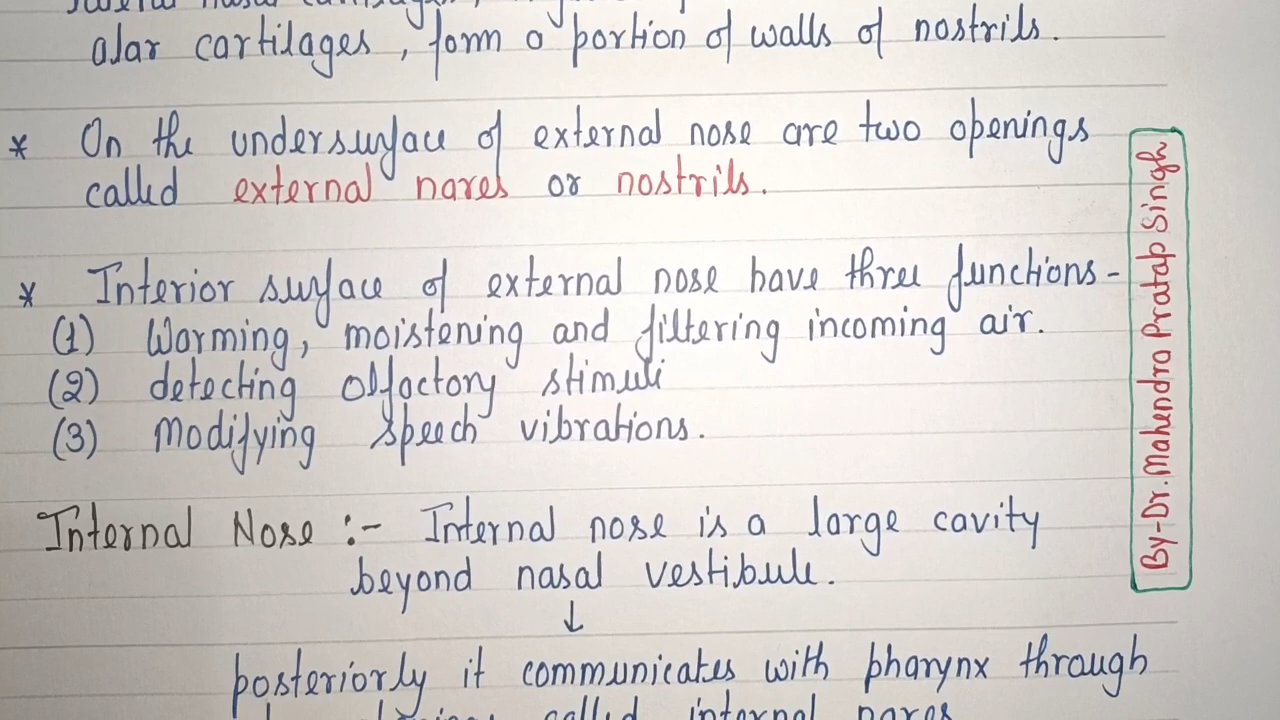 alar cartilages, form a portion of walls of nostrils.
* On the undersurface of external nose are two openings
called external nares or nostrils.
* Interior surface of external nose have three functions-
(1) Warming, moistening and filtering incoming air.
(2) detecting olfactory stimuli
(3) modifying speech vibrations.
Internal Nose :- Internal nose is a large cavity
beyond nasal vestibule.
↓
posteriorly it communicates with pharynx through
called internal nares
By-Dr. Mahendra Pratap Singh